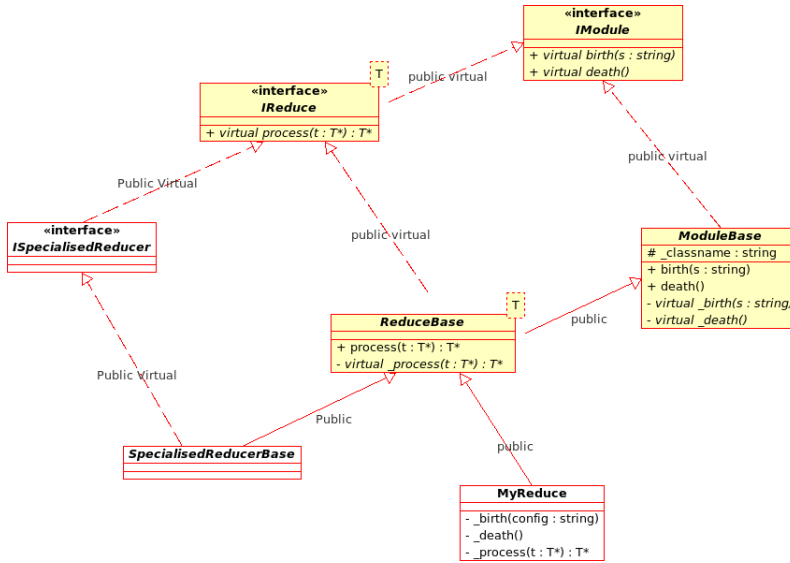 «interface»
IModule
+ virtual birth(s : string)
+ virtual death()
public virtual
T
«interface»
IReduce
+ virtual process(t : T*) : T*
public virtual
Public Virtual
«interface»
ISpecialisedReducer
public virtual
ModuleBase
# _classname : string
+ birth(s : string)
+ death()
- virtual _birth(s : string)
- virtual _death()
T
ReduceBase
+ process(t : T*) : T*
- virtual _process(t : T*) : T*
public
Public Virtual
Public
public
SpecialisedReducerBase
MyReduce
- _birth(config : string)
- _death()
- _process(t : T*) : T*